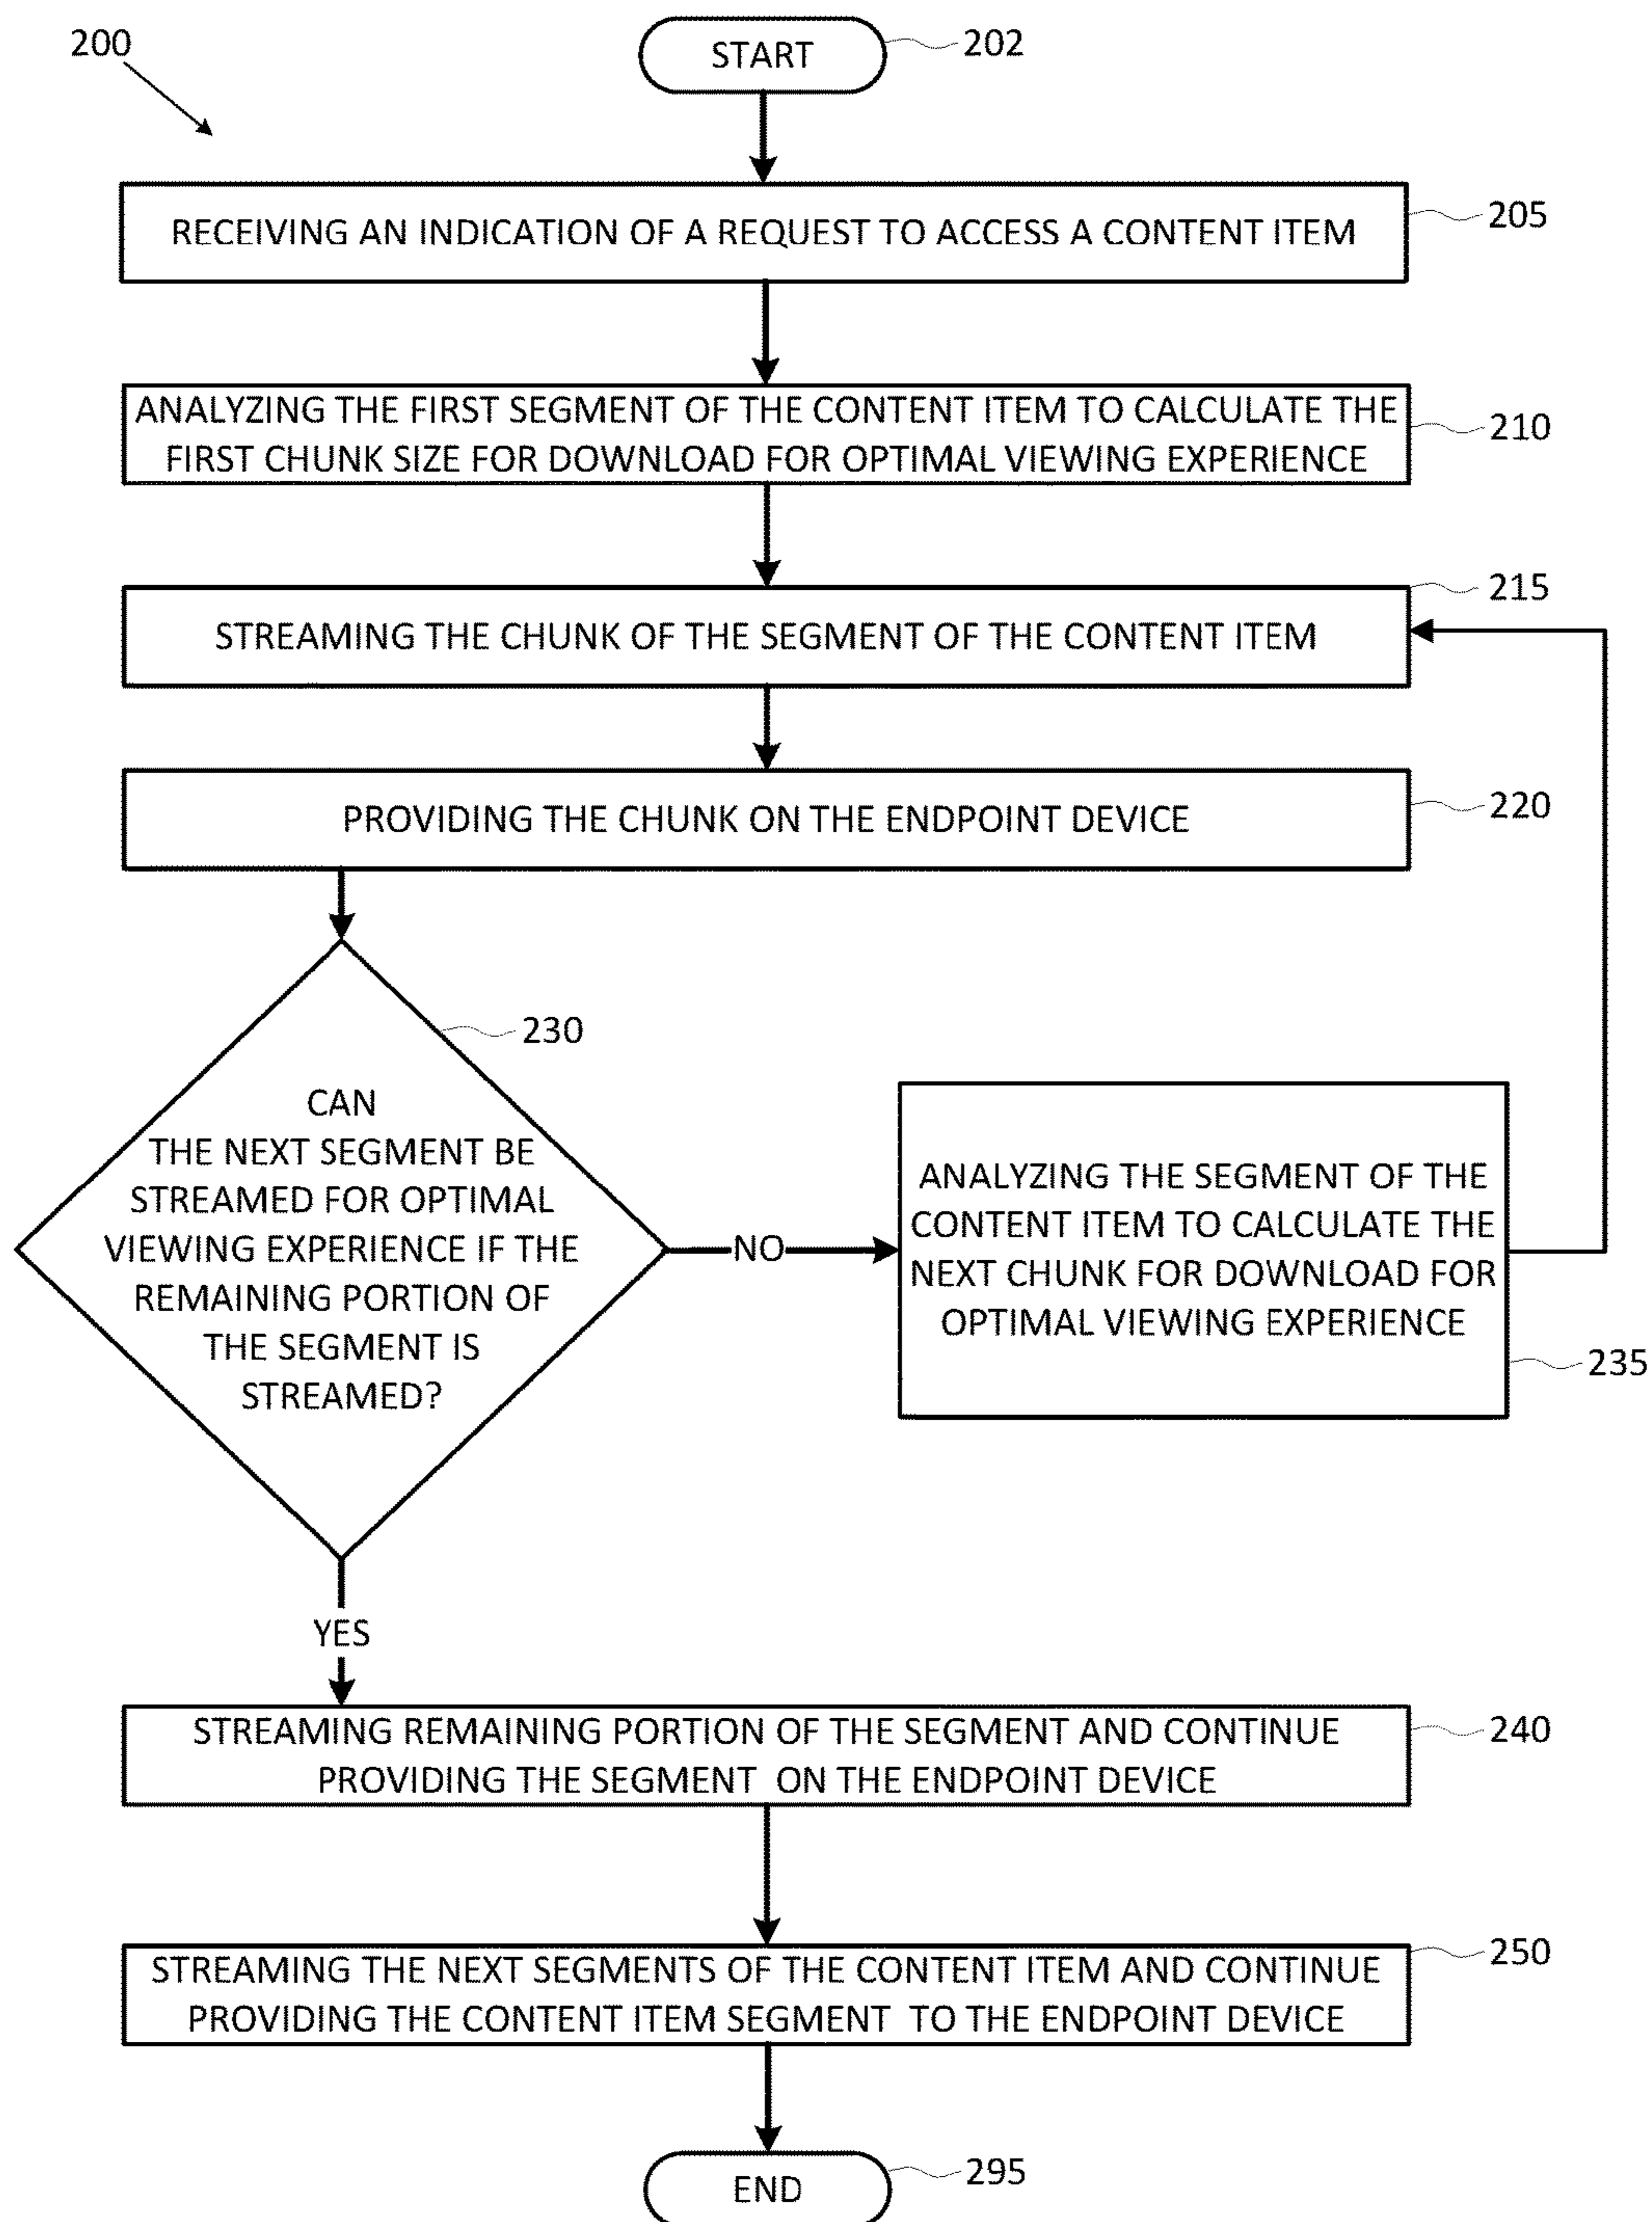 200
START
202
RECEIVING AN INDICATION OF A REQUEST TO ACCESS A CONTENT ITEM
205
ANALYZING THE FIRST SEGMENT OF THE CONTENT ITEM TO CALCULATE THE
FIRST CHUNK SIZE FOR DOWNLOAD FOR OPTIMAL VIEWING EXPERIENCE
210
STREAMING THE CHUNK OF THE SEGMENT OF THE CONTENT ITEM
215
PROVIDING THE CHUNK ON THE ENDPOINT DEVICE
220
CAN
THE NEXT SEGMENT BE
STREAMED FOR OPTIMAL
VIEWING EXPERIENCE IF THE
REMAINING PORTION OF
THE SEGMENT IS
STREAMED?
230
NO
ANALYZING THE SEGMENT OF THE
CONTENT ITEM TO CALCULATE THE
NEXT CHUNK FOR DOWNLOAD FOR
OPTIMAL VIEWING EXPERIENCE
235
YES
STREAMING REMAINING PORTION OF THE SEGMENT AND CONTINUE
PROVIDING THE SEGMENT ON THE ENDPOINT DEVICE
240
STREAMING THE NEXT SEGMENTS OF THE CONTENT ITEM AND CONTINUE
PROVIDING THE CONTENT ITEM SEGMENT TO THE ENDPOINT DEVICE
250
END
295